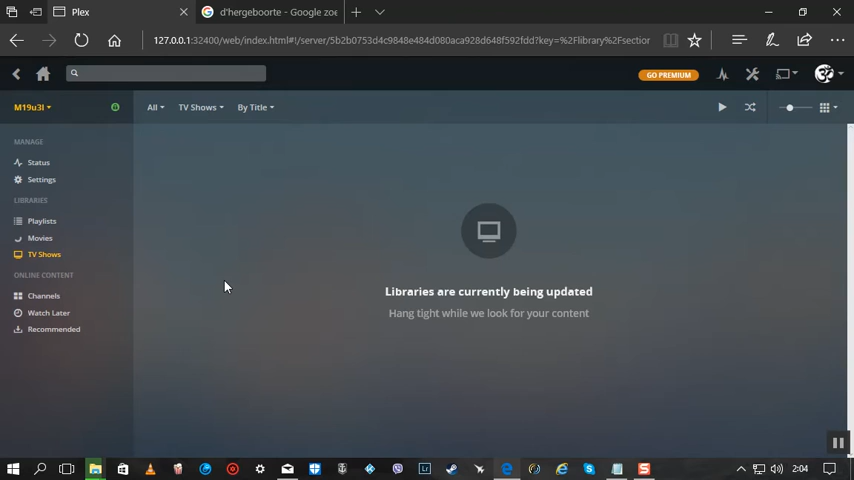 Plex
d'hergeboorte - Google zoe
127.0.0.1:32400/web/index.html#!/server/5b2b0753d4c9848e484d080aca928d648f592fdd?key=%2Flibrary%2Fsection
GO PREMIUM
M19u3l
All
TV Shows
By Title
MANAGE
Status
Settings
LIBRARIES
Playlists
Movies
TV Shows
ONLINE CONTENT
Channels
Watch Later
Recommended
Libraries are currently being updated
Hang tight while we look for your content
Lr
2:04